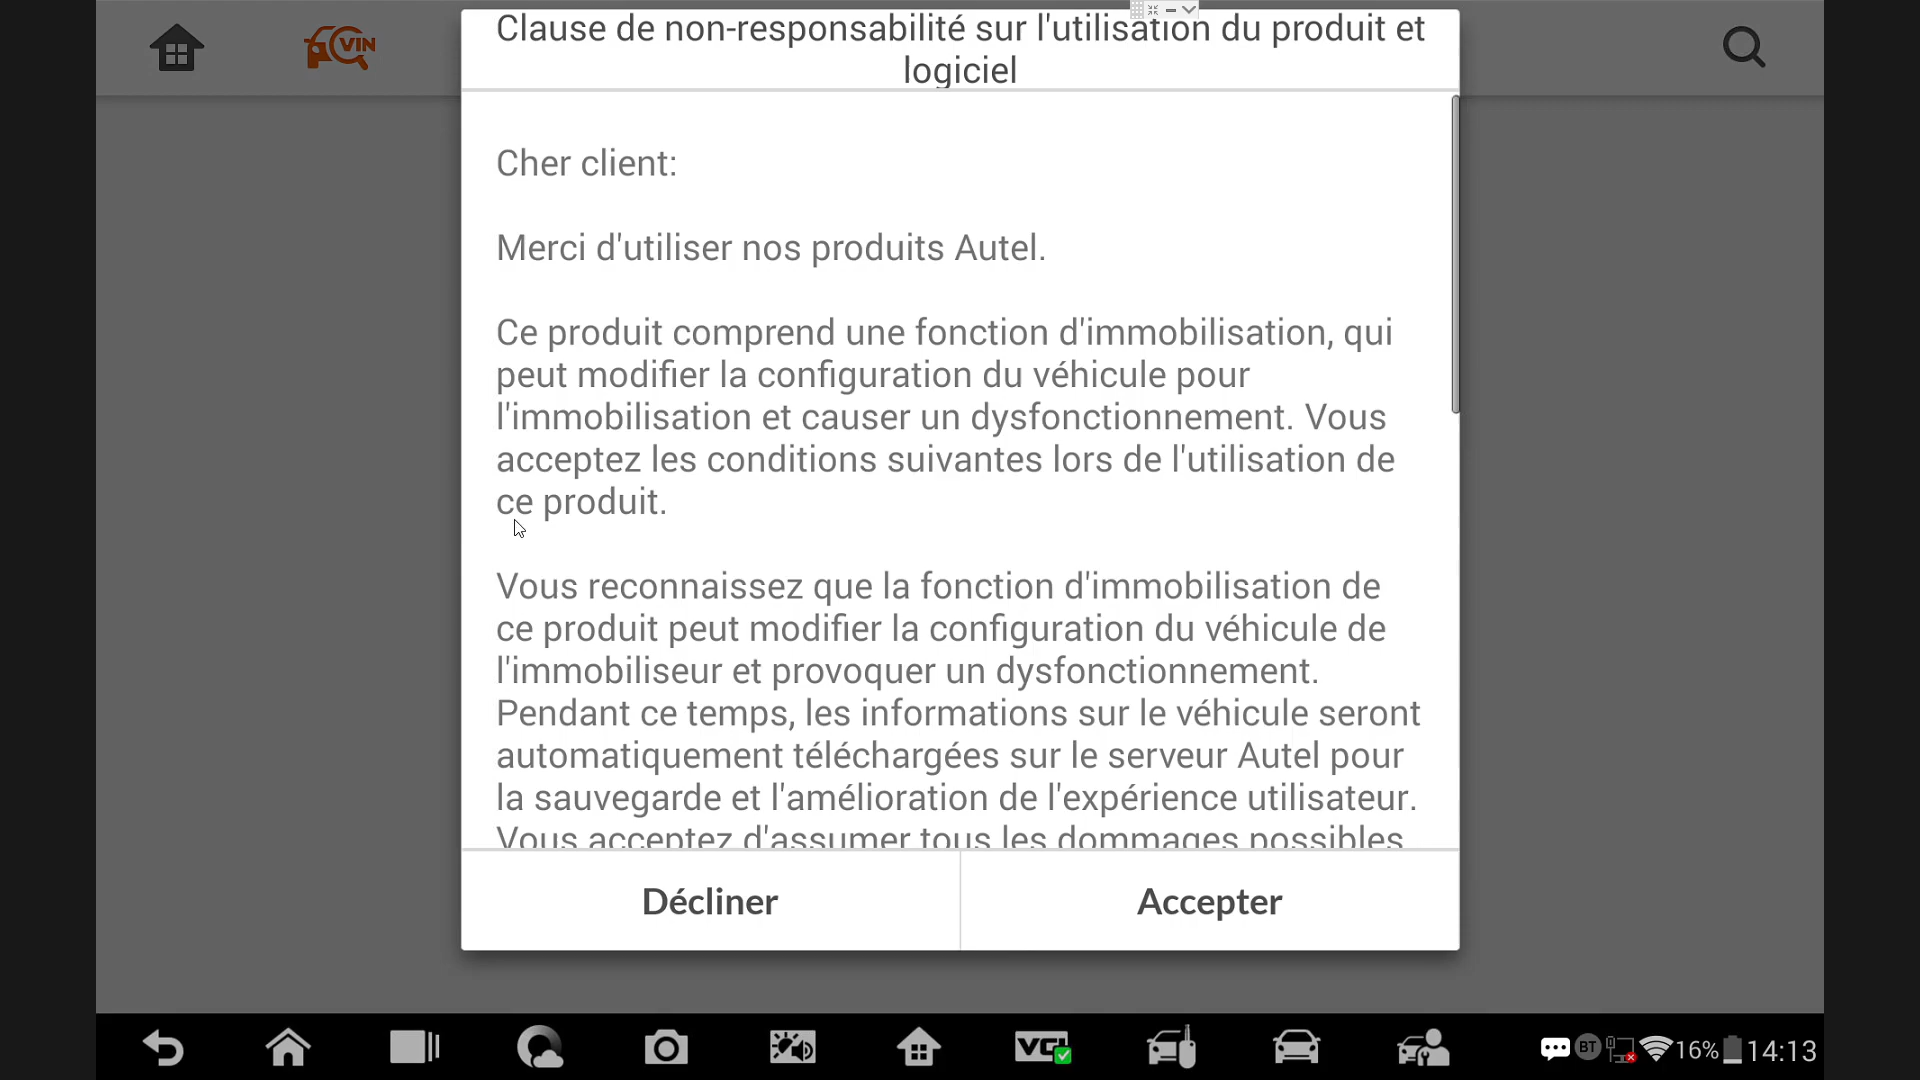 VIN
Clause de non-responsabilité sur l'utilisation du produit et
logiciel
Cher client:
Merci d'utiliser nos produits Autel.
Ce produit comprend une fonction d'immobilisation, qui
peut modifier la configuration du véhicule pour
l'immobilisation et causer un dysfonctionnement. Vous
acceptez les conditions suivantes lors de l'utilisation de
ce produit.
Vous reconnaissez que la fonction d'immobilisation de
ce produit peut modifier la configuration du véhicule de
l'immobiliseur et provoquer un dysfonctionnement.
Pendant ce temps, les informations sur le véhicule seront
automatiquement téléchargées sur le serveur Autel pour
la sauvegarde et l'amélioration de l'expérience utilisateur.
Vous acceptez d'assumer tous les dommages possibles
Décliner
Accepter
VCI
BT
16%
14:13